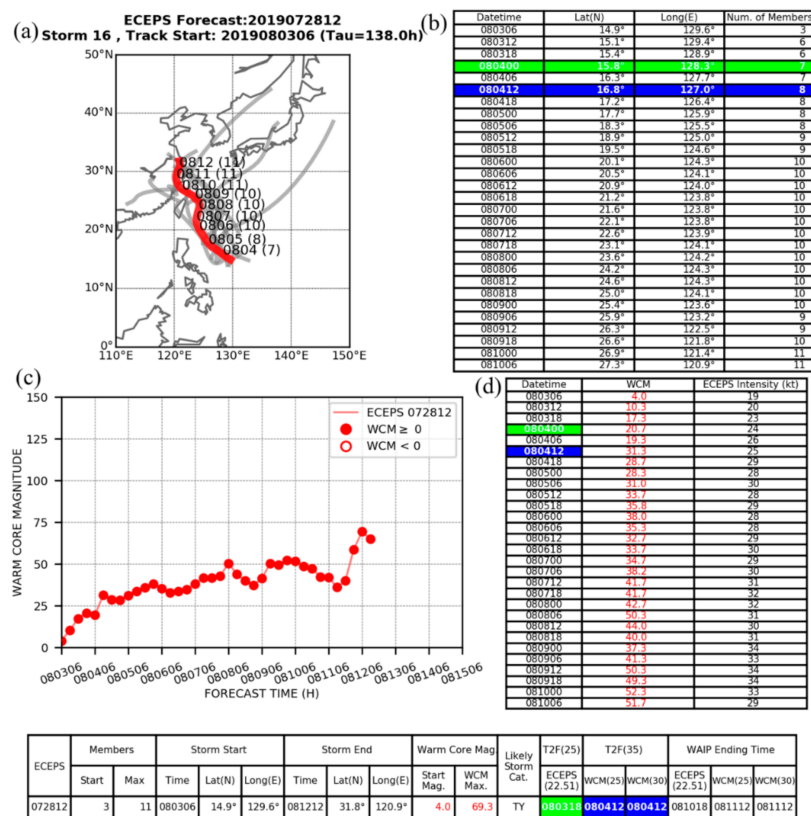 (a)
ECEPS Forecast:2019072812
Storm 16 , Track Start: 2019080306 (Tau=138.0h)
50°N
40°N
30°N
20°N
10°N
0°
110°E 120°E 130°E 140°E 150°E
0812 (11)
0811 (11)
0810 (11)
0809 (10)
0808 (10)
0807 (10)
0806 (10)
0805 (8)
0804 (7)
(b)
Datetime Lat(N) Long(E) Num. of Members
080306 14.9° 129.6° 3
080312 15.1° 129.4° 6
080318 15.4° 128.9° 6
080400 15.8° 128.3° 7
080406 16.3° 127.7° 7
080412 16.8° 127.0° 8
080418 17.2° 126.4° 8
080500 17.7° 125.9° 8
080506 18.3° 125.5° 8
080512 18.9° 125.0° 9
080518 19.5° 124.6° 9
080600 20.1° 124.3° 10
080606 20.5° 124.1° 10
080612 20.9° 124.0° 10
080618 21.2° 123.8° 10
080700 21.6° 123.8° 10
080706 22.1° 123.8° 10
080712 22.6° 123.9° 10
080718 23.1° 124.1° 10
080800 23.6° 124.2° 10
080806 24.2° 124.3° 10
080812 24.6° 124.3° 10
080818 25.0° 124.1° 10
080900 25.4° 123.6° 10
080906 25.9° 123.2° 9
080912 26.3° 122.5° 9
080918 26.6° 121.8° 10
081000 26.9° 121.4° 11
081006 27.3° 120.9° 11
(c)
150
125
100
75
50
25
0
WARM CORE MAGNITUDE
ECEPS 072812
WCM ≥ 0
WCM < 0
080306 080406 080506 080606 080706 080806 080906 081006 081106 081206 081306 081406 081506
FORECAST TIME (H)
(d)
Datetime WCM ECEPS Intensity (kt)
080306 4.0 19
080312 10.3 20
080318 17.3 23
080400 20.7 24
080406 19.3 26
080412 31.3 25
080418 28.7 29
080500 28.3 28
080506 31.0 30
080512 33.7 28
080518 35.8 29
080600 38.0 28
080606 35.3 28
080612 32.7 29
080618 33.7 30
080700 34.7 29
080706 38.2 30
080712 41.7 31
080718 41.7 32
080800 42.7 32
080806 50.3 31
080812 44.0 30
080818 40.0 31
080900 37.3 34
080906 41.3 33
080912 50.3 34
080918 49.3 34
081000 52.3 33
081006 51.7 29
ECEPS Members Storm Start Storm End Warm Core Mag. Likely Storm Cat. T2F(25) T2F(35) WAIP Ending Time
Start Max Time Lat(N) Long(E) Time Lat(N) Long(E) Start Mag. WCM Max. ECEPS (22.51) WCM(25) WCM(30) ECEPS (22.51) WCM(25) WCM(30)
072812 3 11 080306 14.9° 129.6° 081212 31.8° 120.9° 4.0 69.3 TY 080318 080412 080412 081018 081112 081112